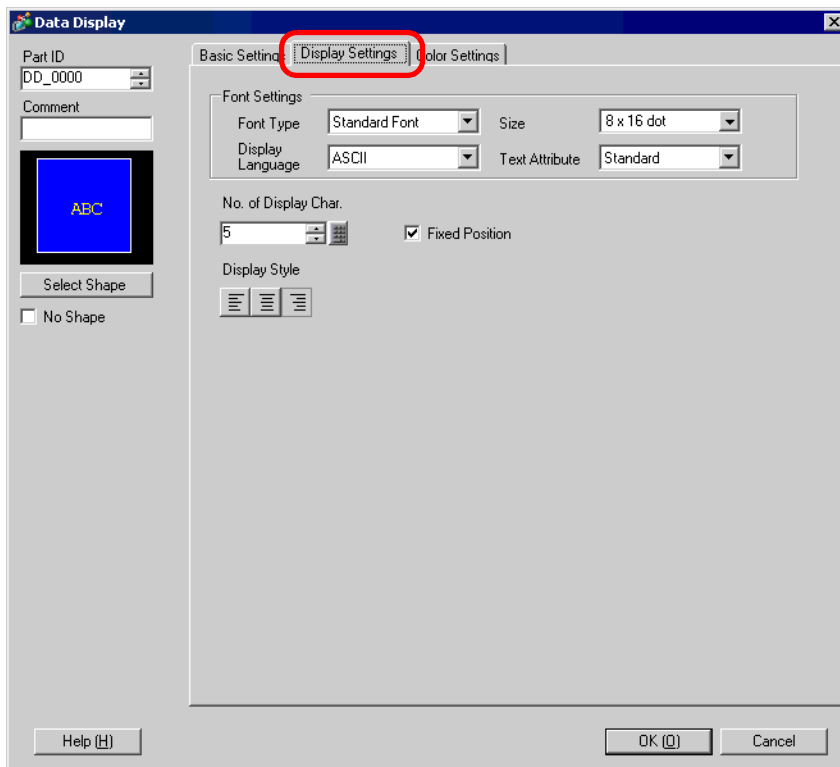 Data Display
Part ID
DD_0000
Comment
ABC
Select Shape
No Shape
Basic Settings Display Settings Color Settings
Font Settings
Font Type Standard Font Size 8 x 16 dot
Display
Language ASCII Text Attribute Standard
No. of Display Char.
5 Fixed Position
Display Style
Help (H) OK (O) Cancel